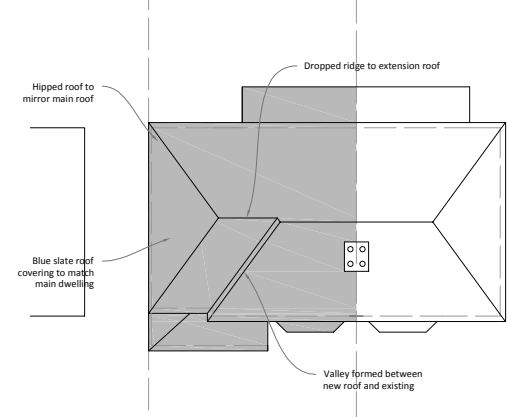 Dropped ridge to extension roof
Hipped roof to
mirror main roof
Blue slate roof
covering to match
main dwelling
Valley formed between
new roof and existing